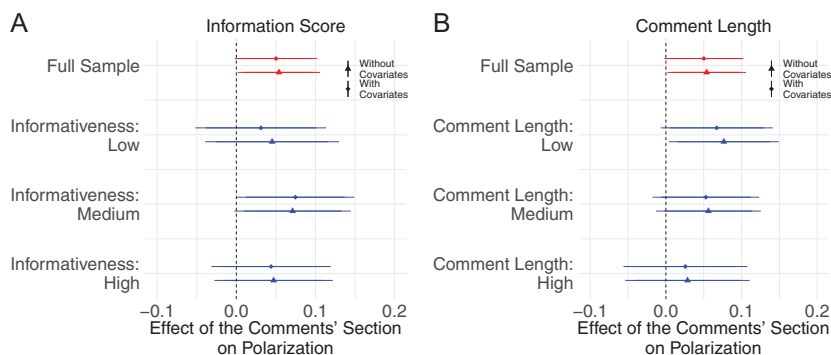 A
Information Score
Full Sample
Without
Covariates
With
Covariates
Informativeness:
Low
Informativeness:
Medium
Informativeness:
High
−0.1
0.0
0.1
0.2
Effect of the Comments' Section
on Polarization
B
Comment Length
Full Sample
Without
Covariates
With
Covariates
Comment Length:
Low
Comment Length:
Medium
Comment Length:
High
−0.1
0.0
0.1
0.2
Effect of the Comments' Section
on Polarization